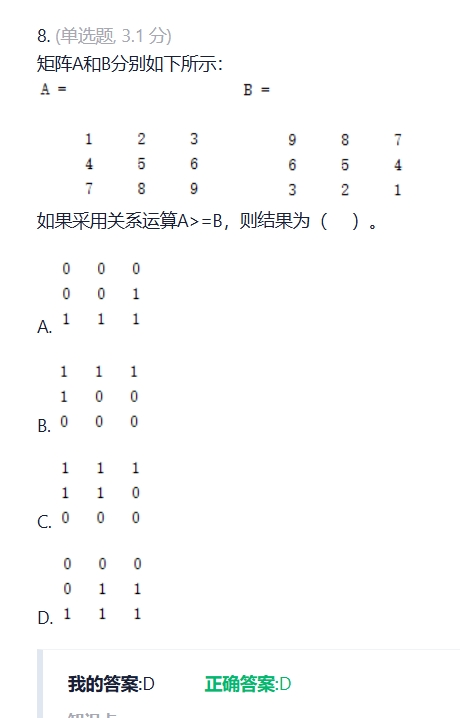 8. (单选题, 3.1 分)
矩阵A和B分别如下所示：
A = B =
1 2 3 9 8 7
4 5 6 6 5 4
7 8 9 3 2 1
如果采用关系运算A>=B，则结果为（ ）。
0 0 0
0 0 1
A. 1 1 1
1 1 1
1 0 0
B. 0 0 0
1 1 1
1 1 0
C. 0 0 0
0 0 0
0 1 1
D. 1 1 1
我的答案:D 正确答案:D